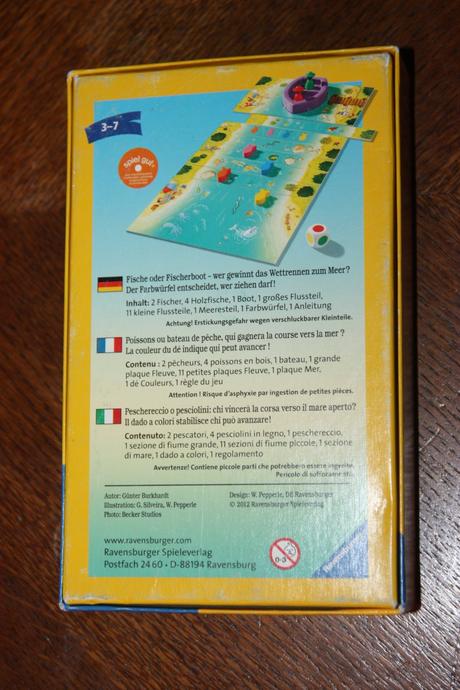 3–7
spiel gut®
Fische oder Fischerboot – wer gewinnt das Wettrennen zum Meer?
Der Farbwürfel entscheidet, wer ziehen darf!
Inhalt: 2 Fischer, 4 Holzfische, 1 Boot, 1 großes Flussteil,
11 kleine Flussteile, 1 Meeresteil, 1 Farbwürfel, 1 Anleitung
Achtung! Erstickungsgefahr wegen verschluckbarer Kleinteile.
Poissons ou bateau de pêche, qui gagnera la course vers la mer ?
La couleur du dé indique qui peut avancer !
Contenu : 2 pêcheurs, 4 poissons en bois, 1 bateau, 1 grande
plaque Fleuve, 11 petites plaques Fleuve, 1 plaque Mer,
1 dé Couleurs, 1 règle du jeu
Attention ! Risque d'asphyxie par ingestion de petites pièces.
Peschereccio o pesciolini: chi vincerà la corsa verso il mare aperto?
Il dado a colori stabilisce chi può avanzare!
Contenuto: 2 pescatori, 4 pesciolini in legno, 1 peschereccio,
1 sezione di fiume grande, 11 sezioni di fiume piccole, 1 sezione
di mare, 1 dado a colori, 1 regolamento
Avvertenze! Contiene piccole parti che potrebbero essere ingerite.
Pericolo di
Autor: Günter Burkhardt
Illustration: G. Silveira, W. Pepperle
Photo: Becker Studios
Design: W. Pepperle, DE Ravensburger
© 2012 Ravensburger Spieleverlag
www.ravensburger.com
Ravensburger Spieleverlag
Postfach 24 60 • D-88194 Ravensburg
0-3
Ravensburger